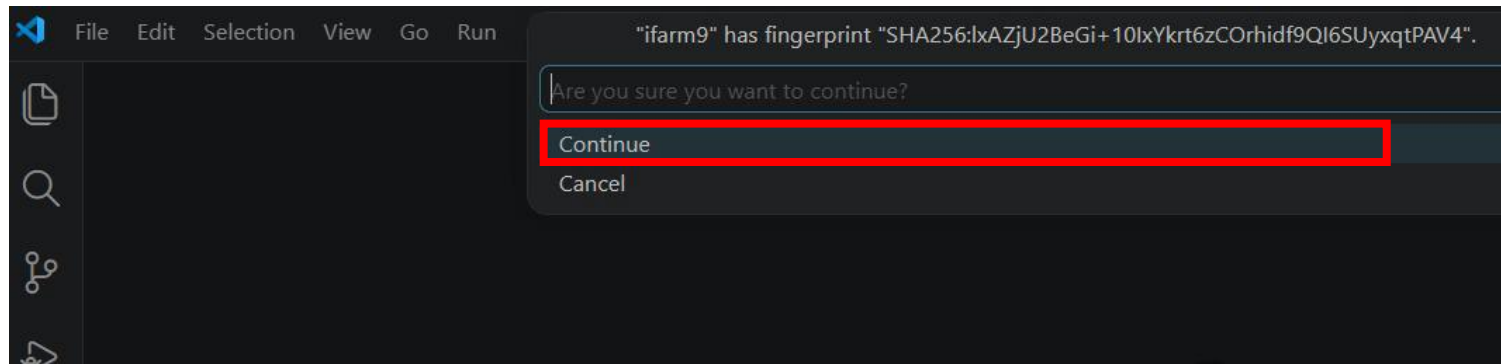 File Edit Selection View Go Run
"ifarm9" has fingerprint "SHA256:lxAZjU2BeGi+10IxYkrt6zCOrhidf9QI6SUyxqtPAV4".
Are you sure you want to continue?
Continue
Cancel